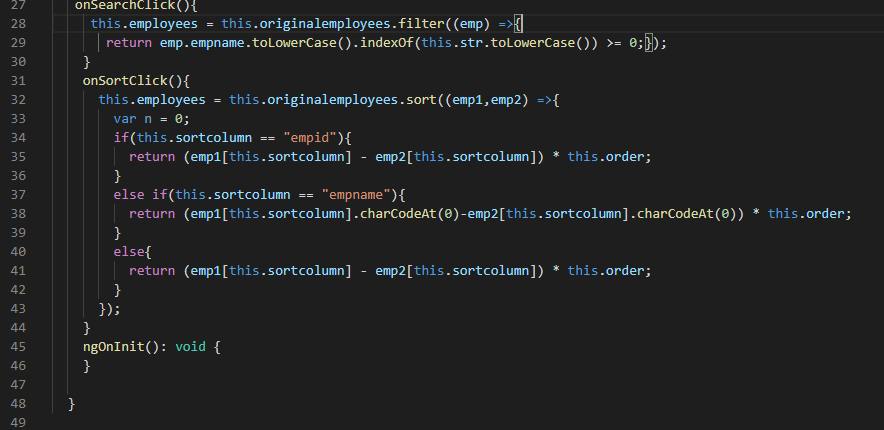 27 onSearchClick(){
28 this.employees = this.originalemployees.filter((emp) =>{
29 return emp.empname.toLowerCase().indexOf(this.str.toLowerCase()) >= 0;});
30 }
31 onSortClick(){
32 this.employees = this.originalemployees.sort((emp1,emp2) =>{
33 var n = 0;
34 if(this.sortcolumn == "empid"){
35 return (emp1[this.sortcolumn] - emp2[this.sortcolumn]) * this.order;
36 }
37 else if(this.sortcolumn == "empname"){
38 return (emp1[this.sortcolumn].charCodeAt(0)-emp2[this.sortcolumn].charCodeAt(0)) * this.order;
39 }
40 else{
41 return (emp1[this.sortcolumn] - emp2[this.sortcolumn]) * this.order;
42 }
43 });
44 }
45 ngOnInit(): void {
46 }
47
48 }
49